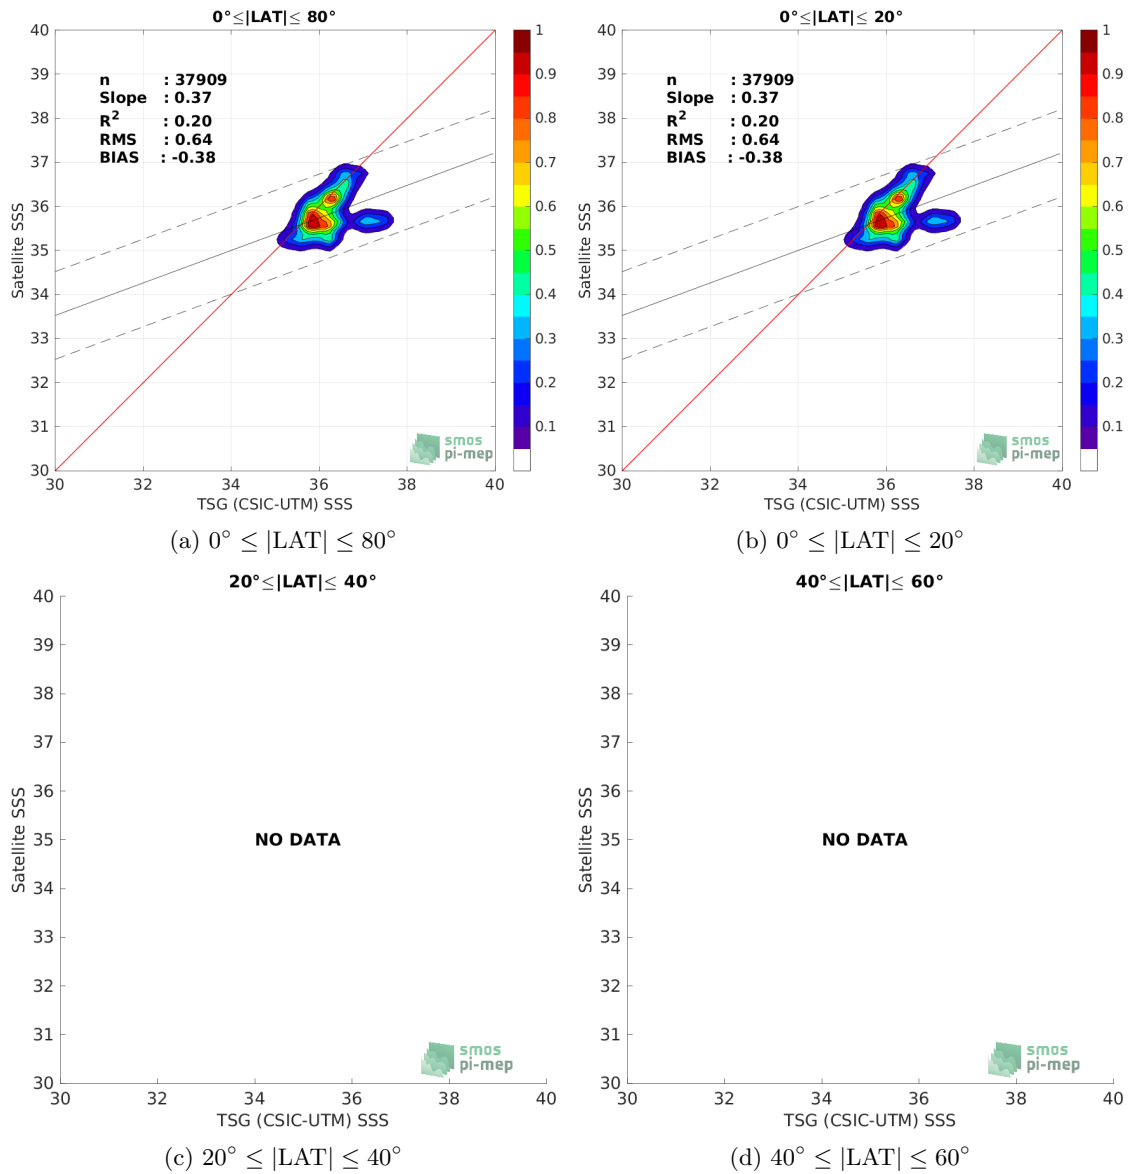 0°≤|LAT|≤ 80°
40
39
38
37
36
35
34
33
32
31
30
30 32 34 36 38 40
Satellite SSS
TSG (CSIC-UTM) SSS
n : 37909
Slope : 0.37
R² : 0.20
RMS : 0.64
BIAS : -0.38
smos
pi-mep
1
0.9
0.8
0.7
0.6
0.5
0.4
0.3
0.2
0.1
(a) 0° ≤ |LAT| ≤ 80°
0°≤|LAT|≤ 20°
40
39
38
37
36
35
34
33
32
31
30
30 32 34 36 38 40
Satellite SSS
TSG (CSIC-UTM) SSS
n : 37909
Slope : 0.37
R² : 0.20
RMS : 0.64
BIAS : -0.38
smos
pi-mep
1
0.9
0.8
0.7
0.6
0.5
0.4
0.3
0.2
0.1
(b) 0° ≤ |LAT| ≤ 20°
20°≤|LAT|≤ 40°
40
39
38
37
36
35
34
33
32
31
30
30 32 34 36 38 40
Satellite SSS
TSG (CSIC-UTM) SSS
NO DATA
smos
pi-mep
(c) 20° ≤ |LAT| ≤ 40°
40°≤|LAT|≤ 60°
40
39
38
37
36
35
34
33
32
31
30
30 32 34 36 38 40
Satellite SSS
TSG (CSIC-UTM) SSS
NO DATA
smos
pi-mep
(d) 40° ≤ |LAT| ≤ 60°